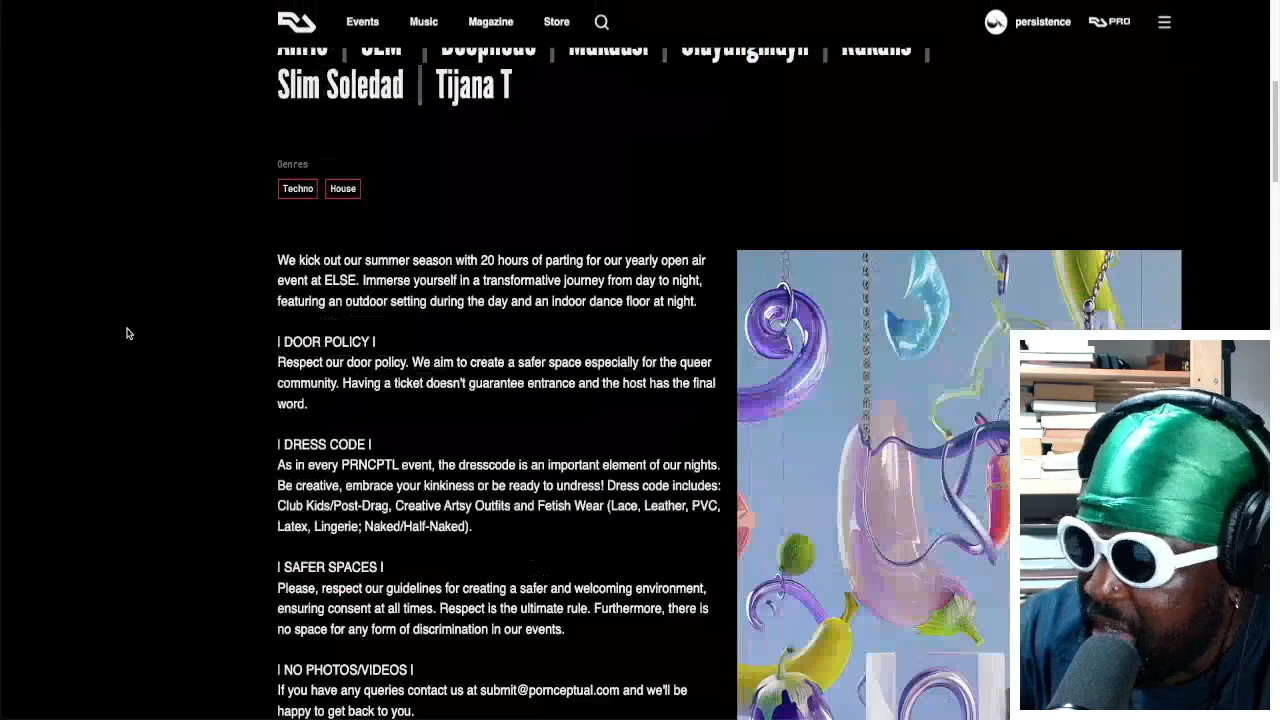 Events Music Magazine Store persistence PRO
Slim Soledad | Tijana T
Genres
Techno House
We kick out our summer season with 20 hours of parting for our yearly open air
event at ELSE. Immerse yourself in a transformative journey from day to night,
featuring an outdoor setting during the day and an indoor dance floor at night.
| DOOR POLICY |
Respect our door policy. We aim to create a safer space especially for the queer
community. Having a ticket doesn't guarantee entrance and the host has the final
word.
| DRESS CODE |
As in every PRNCPTL event, the dresscode is an important element of our nights.
Be creative, embrace your kinkiness or be ready to undress! Dress code includes:
Club Kids/Post-Drag, Creative Artsy Outfits and Fetish Wear (Lace, Leather, PVC,
Latex, Lingerie; Naked/Half-Naked).
| SAFER SPACES |
Please, respect our guidelines for creating a safer and welcoming environment,
ensuring consent at all times. Respect is the ultimate rule. Furthermore, there is
no space for any form of discrimination in our events.
| NO PHOTOS/VIDEOS |
If you have any queries contact us at submit@pornceptual.com and we'll be
happy to get back to you.